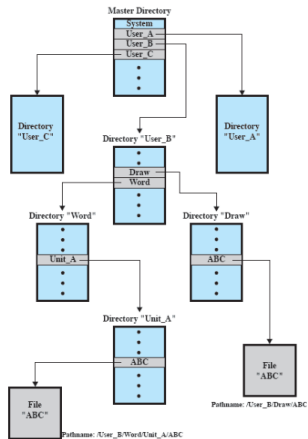 Master Directory
System
User_A
User_B
User_C
Directory
"User_C"
Directory
"User_A"
Directory "User_B"
Draw
Word
Directory "Word"
Directory "Draw"
Unit_A
ABC
Directory "Unit_A"
ABC
File
"ABC"
Pathname: /User_B/Draw/ABC
File
"ABC"
Pathname: /User_B/Word/Unit_A/ABC